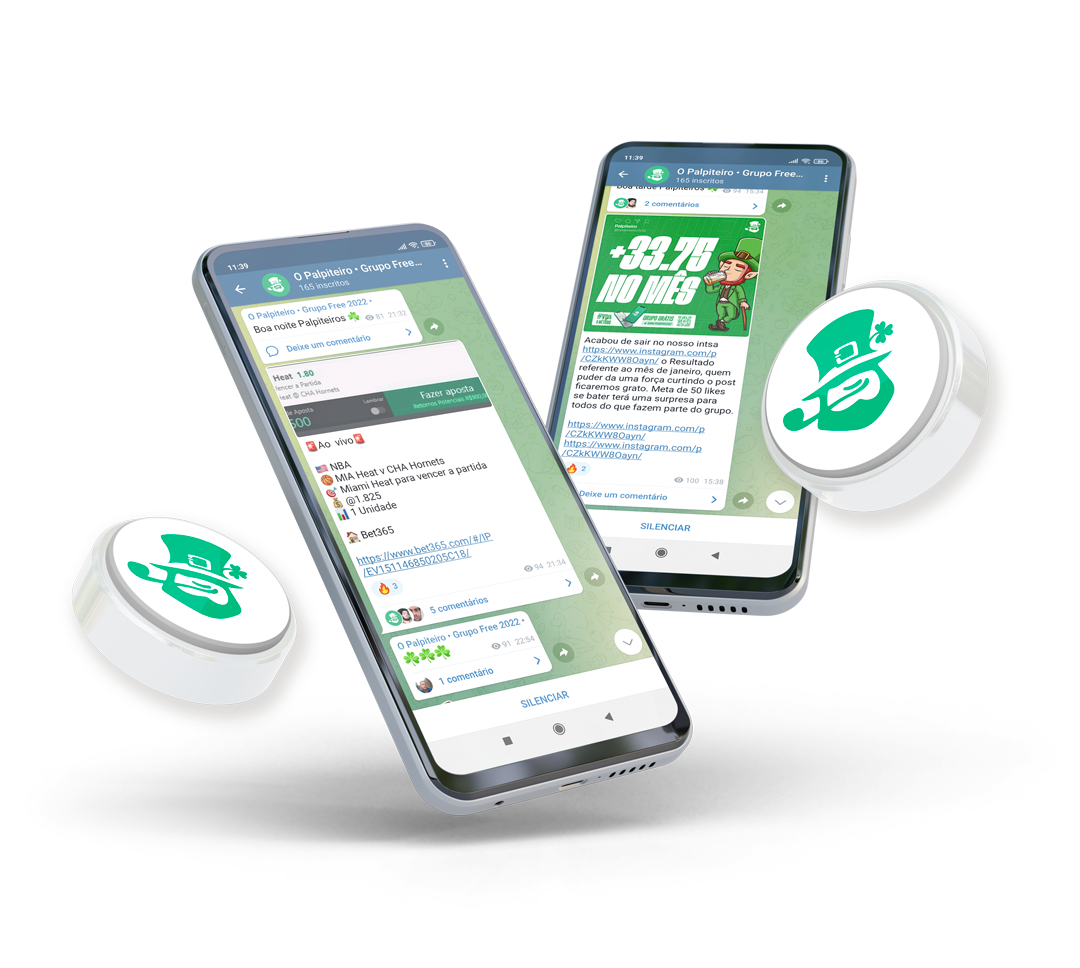 11:39
O Palpiteiro • Grupo Free...
165 inscritos
O Palpiteiro • Grupo Free 2022 •
Boa noite Palpiteiros ☘️
81 21:32
Deixe um comentário
Heat 1.80
encer a Partida
eat @ CHA Hornets
de Aposta
Lembrar
Fazer aposta
Retornos Potenciais
🚨Ao vivo🚨
🇺🇸 NBA
🏀 MIA Heat v CHA Hornets
🎯 Miami Heat para vencer a partida
💰 @1.825
📊 1 Unidade
🏠 Bet365
https://www.bet365.com/#/IP
/EV151146850205C18/
🔥 3
94 21:34
5 comentários
O Palpiteiro • Grupo Free 2022 •
☘️☘️☘️
91 22:54
1 comentário
SILENCIAR
11:39
O Palpiteiro • Grupo Free...
165 inscritos
Boa tarde Palpiteiros ☘️
94 15:34
2 comentários
Palpiteiro
+33.75
NO MÊS
GRUPO GRÁTIS
Acabou de sair no nosso intsa
https://www.instagram.com/p
/CZkKWW8Oayn/ o Resultado
referente ao mês de janeiro, quem
puder da uma força curtindo o post
ficaremos grato. Meta de 50 likes
se bater terá uma surpresa para
todos do que fazem parte do grupo.
https://www.instagram.com/p
/CZkKWW8Oayn/
https://www.instagram.com/p
/CZkKWW8Oayn/
🔥 2
100 15:38
Deixe um comentário
SILENCIAR